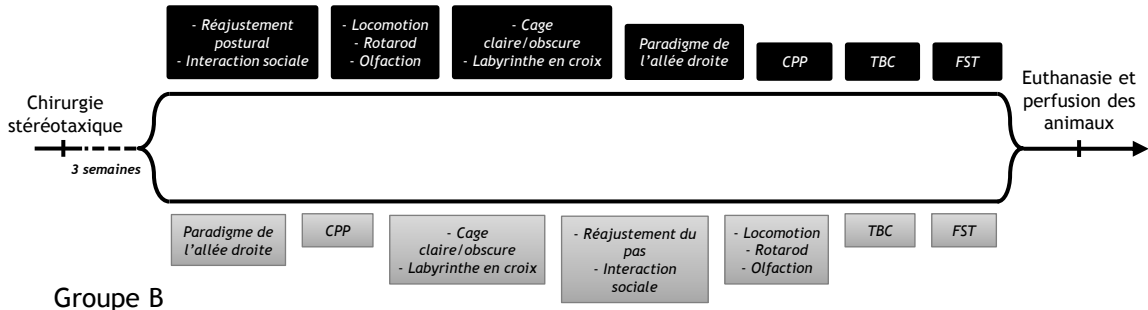 - Réajustement
postural
- Interaction sociale
- Locomotion
- Rotarod
- Olfaction
- Cage
claire/obscure
- Labyrinthe en croix
Paradigme de
l'allée droite
CPP
TBC
FST
Chirurgie
stéréotaxique
3 semaines
Euthanasie et
perfusion des
animaux
Paradigme de
l'allée droite
CPP
- Cage
claire/obscure
- Labyrinthe en croix
- Réajustement du
pas
- Interaction
sociale
- Locomotion
- Rotarod
- Olfaction
TBC
FST
Groupe B